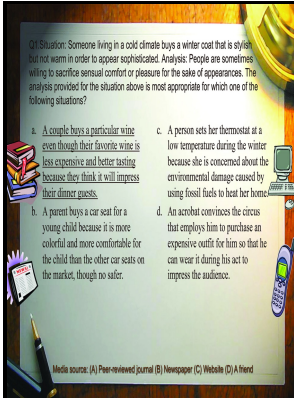 Q1.Situation: Someone living in a cold climate buys a winter coat that is stylish
but not warm in order to appear sophisticated. Analysis: People are sometimes
willing to sacrifice sensual comfort or pleasure for the sake of appearances. The
analysis provided for the situation above is most appropriate for which one of the
following situations?
a. A couple buys a particular wine
even though their favorite wine is
less expensive and better tasting
because they think it will impress
their dinner guests.
b. A parent buys a car seat for a
young child because it is more
colorful and more comfortable for
the child than the other car seats on
the market, though no safer.
c. A person sets her thermostat at a
low temperature during the winter
because she is concerned about the
environmental damage caused by
using fossil fuels to heat her home.
d. An acrobat convinces the circus
that employs him to purchase an
expensive outfit for him so that he
can wear it during his act to
impress the audience.
Media source: (A) Peer-reviewed journal (B) Newspaper (C) Website (D) A friend